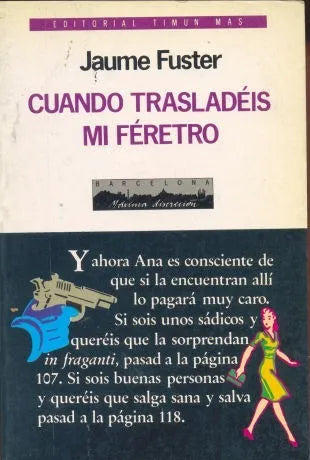 EDITORIAL TIMUN MAS
Jaume Fuster
CUANDO TRASLADÉIS
MI FÉRETRO
BARCELONA
Y décima discreción
Y ahora Ana es consciente de
que si la encuentran allí
lo pagará muy caro.
Si sois unos sádicos y
queréis que la sorprendan
in fraganti, pasad a la página
107. Si sois buenas personas
y queréis que salga sana y salva
pasad a la página 118.